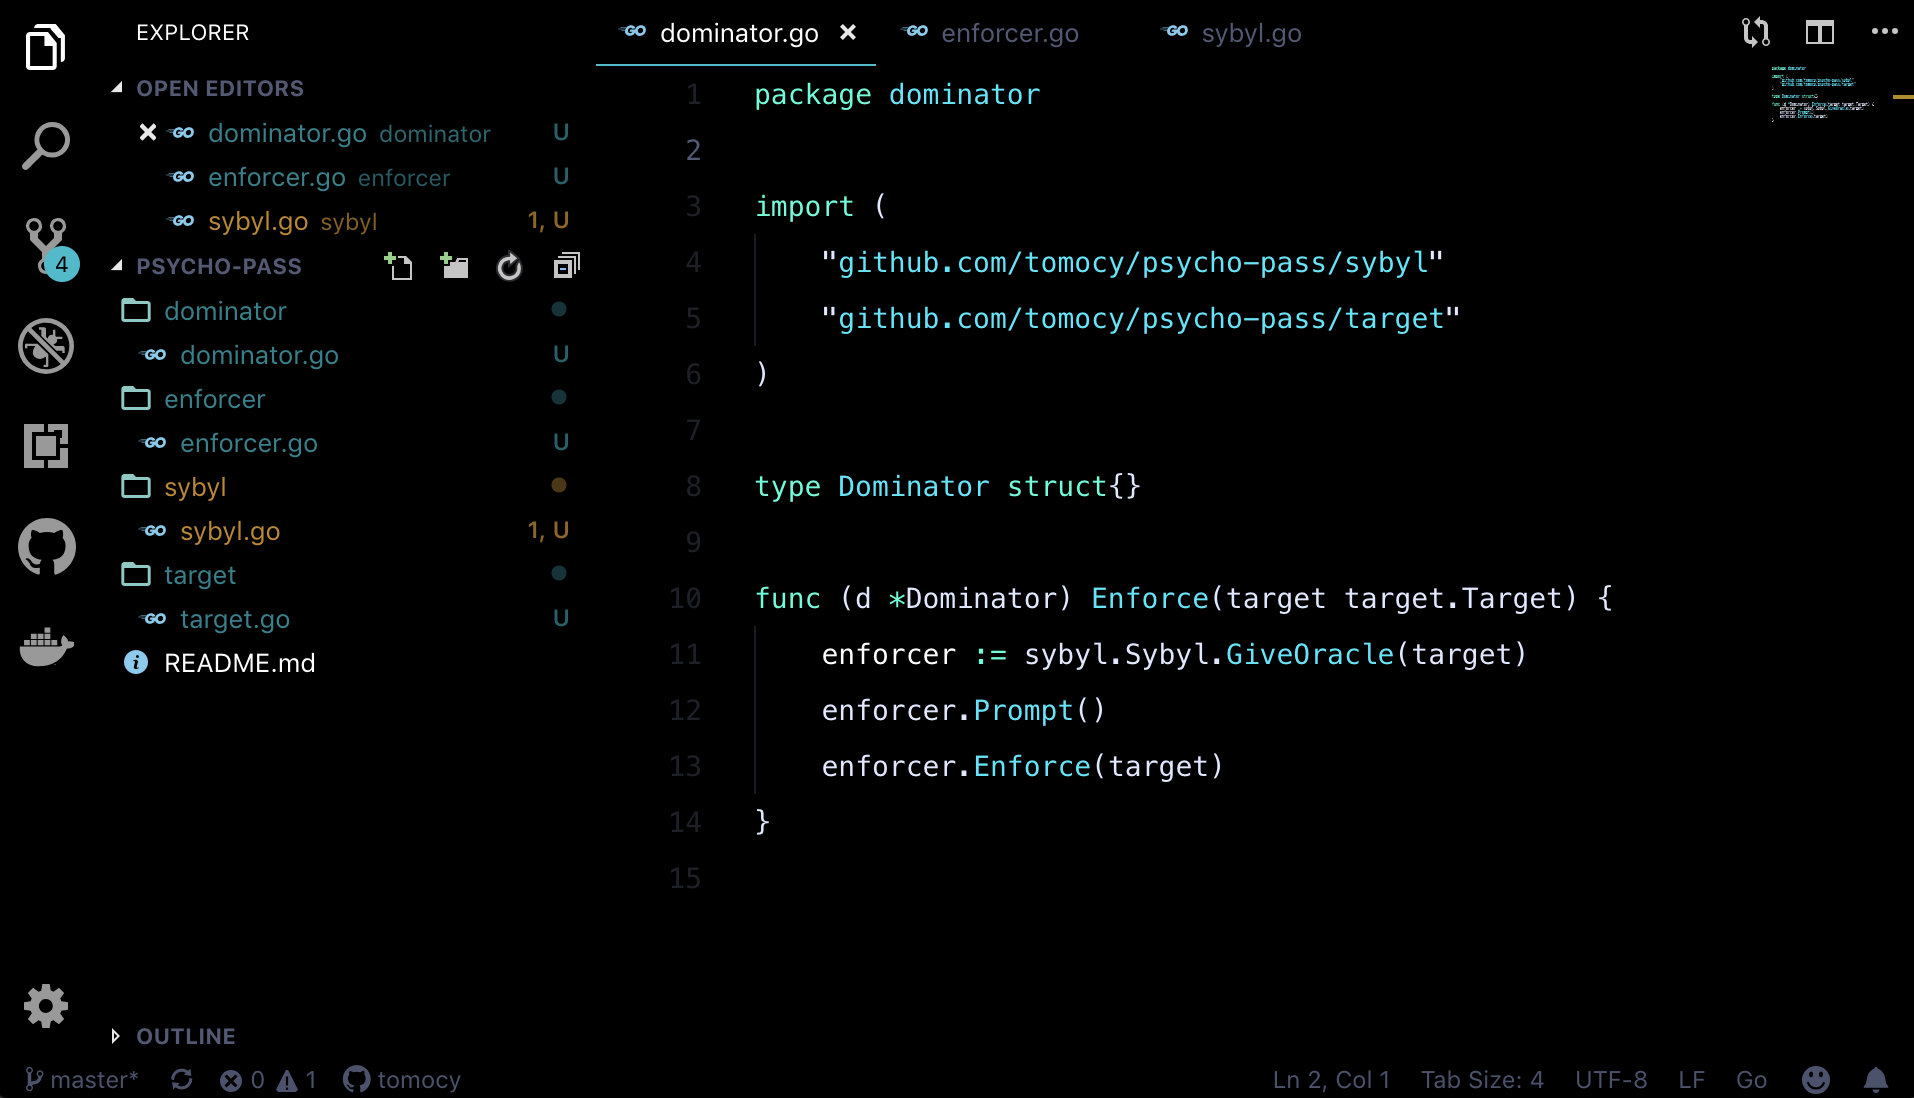 EXPLORER
OPEN EDITORS
dominator.go dominator U
enforcer.go enforcer U
sybyl.go sybyl 1, U
PSYCHO-PASS
dominator
dominator.go U
enforcer
enforcer.go U
sybyl
sybyl.go 1, U
target
target.go U
README.md
OUTLINE
4
dominator.go
enforcer.go
sybyl.go
1 package dominator
2
3 import (
4 "github.com/tomocy/psycho-pass/sybyl"
5 "github.com/tomocy/psycho-pass/target"
6 )
7
8 type Dominator struct{}
9
10 func (d *Dominator) Enforce(target target.Target) {
11 enforcer := sybyl.Sybyl.GiveOracle(target)
12 enforcer.Prompt()
13 enforcer.Enforce(target)
14 }
15
master* 0 1 tomocy Ln 2, Col 1 Tab Size: 4 UTF-8 LF Go